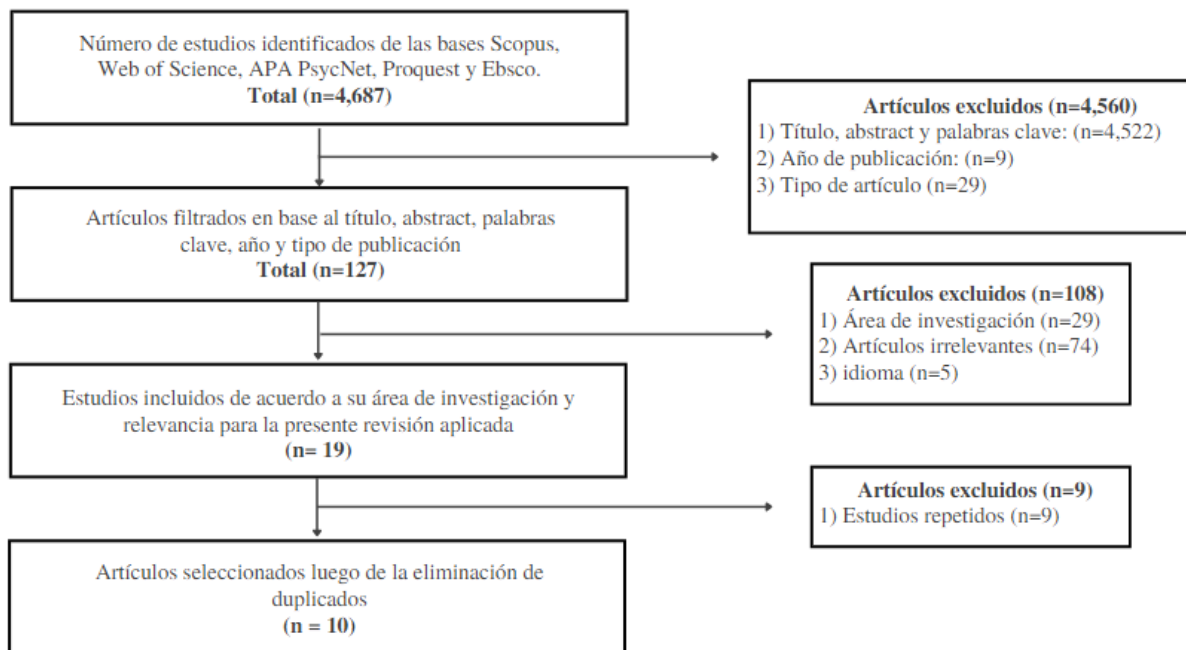 Número de estudios identificados de las bases Scopus,
Web of Science, APA PsycNet, Proquest y Ebsco.
Total (n=4,687)
Artículos excluidos (n=4,560)
1) Título, abstract y palabras clave: (n=4,522)
2) Año de publicación: (n=9)
3) Tipo de artículo (n=29)
Artículos filtrados en base al título, abstract, palabras
clave, año y tipo de publicación
Total (n=127)
Artículos excluidos (n=108)
1) Área de investigación (n=29)
2) Artículos irrelevantes (n=74)
3) idioma (n=5)
Estudios incluidos de acuerdo a su área de investigación y
relevancia para la presente revisión aplicada
(n= 19)
Artículos excluidos (n=9)
1) Estudios repetidos (n=9)
Artículos seleccionados luego de la eliminación de
duplicados
(n = 10)